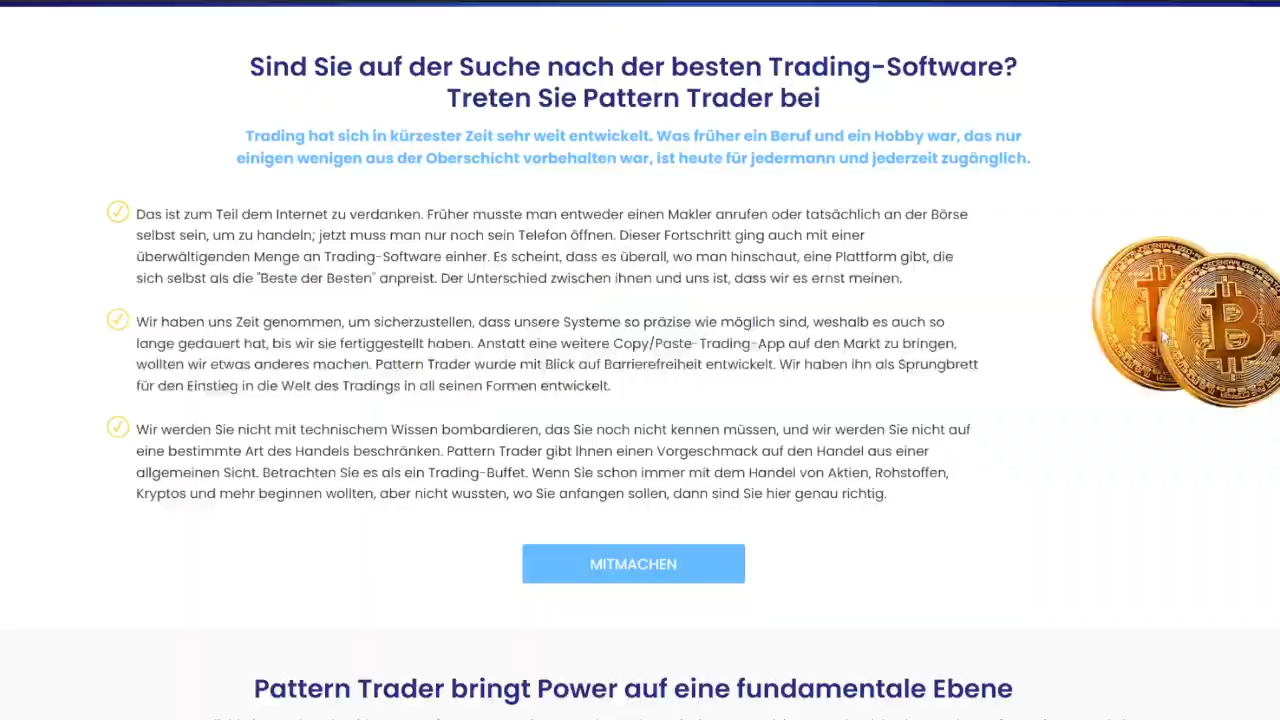 Sind Sie auf der Suche nach der besten Trading-Software?
Treten Sie Pattern Trader bei
Trading hat sich in kürzester Zeit sehr weit entwickelt. Was früher ein Beruf und ein Hobby war, das nur
einigen wenigen aus der Oberschicht vorbehalten war, ist heute für jedermann und jederzeit zugänglich.
Das ist zum Teil dem Internet zu verdanken. Früher musste man entweder einen Makler anrufen oder tatsächlich an der Börse
selbst sein, um zu handeln; jetzt muss man nur noch sein Telefon öffnen. Dieser Fortschritt ging auch mit einer
überwältigenden Menge an Trading-Software einher. Es scheint, dass es überall, wo man hinschaut, eine Plattform gibt, die
sich selbst als die "Beste der Besten" anpreist. Der Unterschied zwischen ihnen und uns ist, dass wir es ernst meinen.
Wir haben uns Zeit genommen, um sicherzustellen, dass unsere Systeme so präzise wie möglich sind, weshalb es auch so
lange gedauert hat, bis wir sie fertiggestellt haben. Anstatt eine weitere Copy/Paste-Trading-App auf den Markt zu bringen,
wollten wir etwas anderes machen. Pattern Trader wurde mit Blick auf Barrierefreiheit entwickelt. Wir haben ihn als Sprungbrett
für den Einstieg in die Welt des Tradings in all seinen Formen entwickelt.
Wir werden Sie nicht mit technischem Wissen bombardieren, das Sie noch nicht kennen müssen, und wir werden Sie nicht auf
eine bestimmte Art des Handels beschränken. Pattern Trader gibt Ihnen einen Vorgeschmack auf den Handel aus einer
allgemeinen Sicht. Betrachten Sie es als ein Trading-Buffet. Wenn Sie schon immer mit dem Handel von Aktien, Rohstoffen,
Kryptos und mehr beginnen wollten, aber nicht wussten, wo Sie anfangen sollen, dann sind Sie hier genau richtig.
MITMACHEN
Pattern Trader bringt Power auf eine fundamentale Ebene